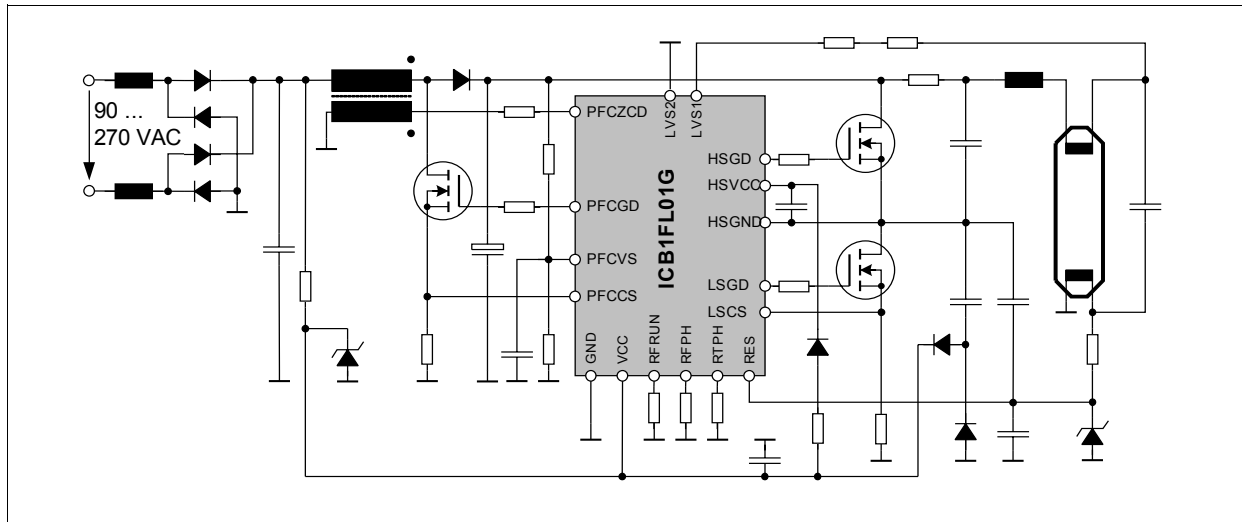 90 ...
270 VAC
PFCZCD
PFCGD
PFCVS
PFCCS
LVS2
LVS1
ICB1FL01G
HSGD
HSVCC
HSGND
LSGD
LSCS
GND
VCC
RFRUN
RFPH
RTPH
RES